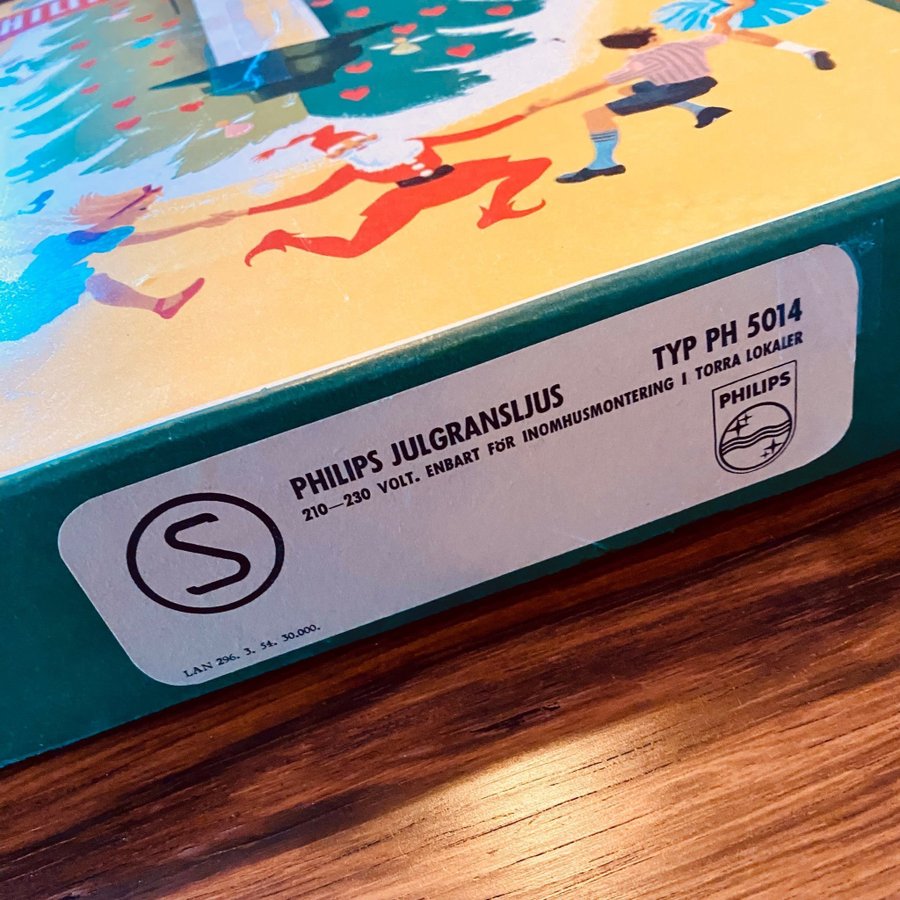 PHILIPS JULGRANSLJUS TYP PH 5014
210—230 VOLT. ENBART FÖR INOMHUSMONTERING I TORRA LOKALER
PHILIPS
S
LAN 296. 3. 54. 30.000.